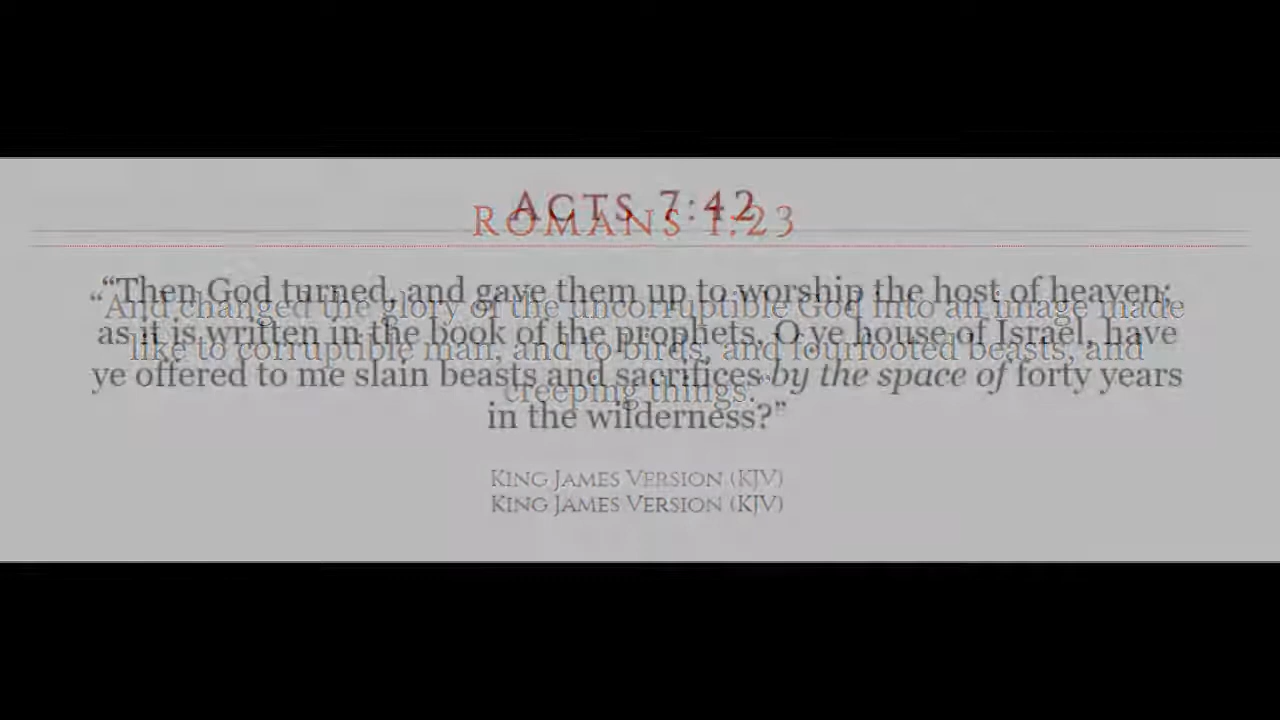 ACTS 7:42
ROMANS 1:23
“Then God turned, and gave them up to worship the host of heaven;
“And changed the glory of the uncorruptible God into an image made
as it is written in the book of the prophets, O ye house of Israel, have
like to corruptible man, and to birds, and fourfooted beasts, and
ye offered to me slain beasts and sacrifices by the space of forty years
creeping things.”
in the wilderness?”
King James Version (KJV)
King James Version (KJV)